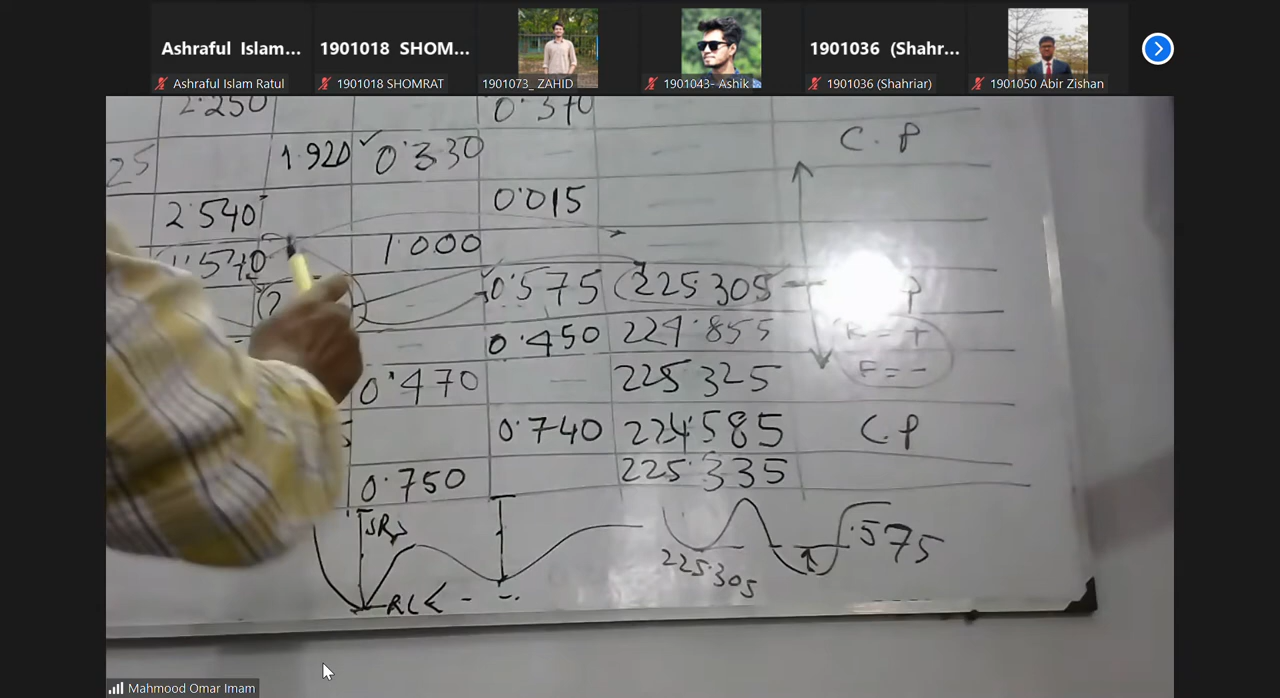 Ashraful Islam... 1901018 SHOM... 1901036 (Shahr...
Ashraful Islam Ratul 1901018 SHOMRAT 1901073_ ZAHID 1901043- Ashik 1901036 (Shahriar) 1901050 Abir Zishan
2.250 0.370
C.P
25 1.920 0.330
2.540 0.015
1.540 1.000
0.575 225.305 P
0.450 224.855 R = +
0.470 225.325 F = -
0.740 224.585 C.P
0.750 225.335
.575
225.305
Mahmood Omar Imam